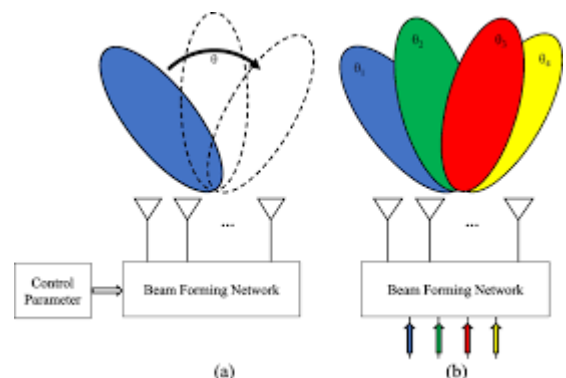 θ
θ1
θ2
θ3
θ4
...
...
Control
Parameter
Beam Forming Network
Beam Forming Network
(a)
(b)